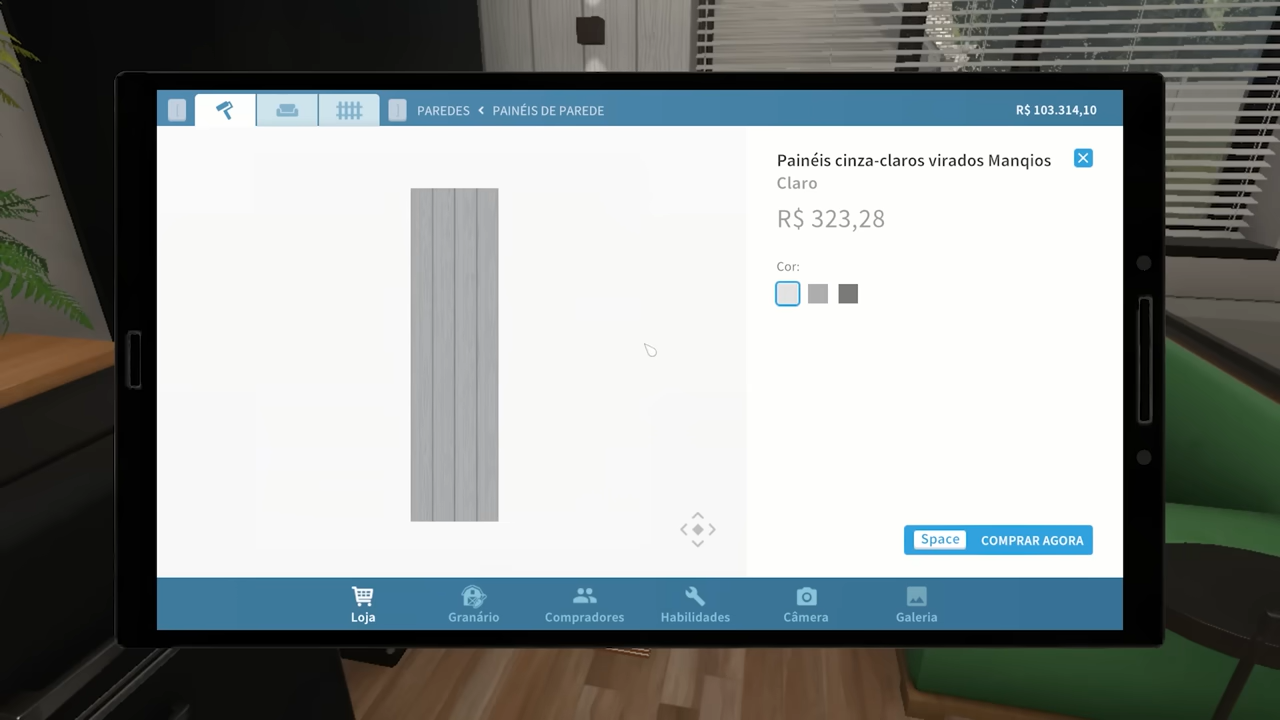 PAREDES < PAINÉIS DE PAREDE
R$ 103.314,10
Painéis cinza-claros virados Manqios
Claro
R$ 323,28
Cor:
Space COMPRAR AGORA
Loja
Granário
Compradores
Habilidades
Câmera
Galeria